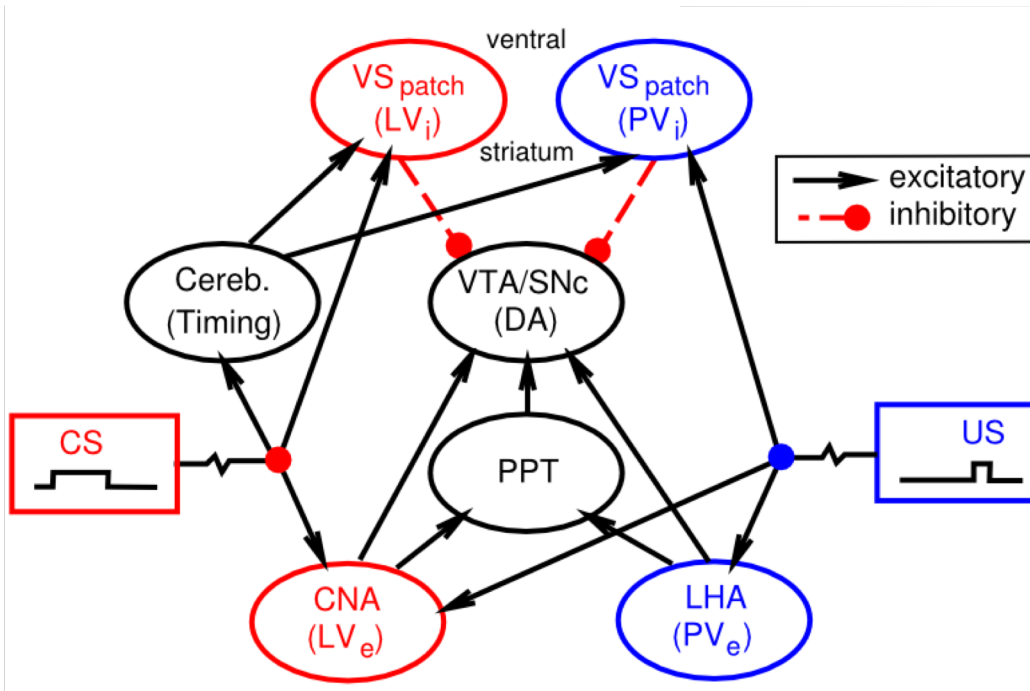 ventral
VS patch
(LVi)
VS patch
(PVi)
striatum
excitatory
inhibitory
Cereb.
(Timing)
VTA/SNc
(DA)
CS
US
PPT
CNA
(LVe)
LHA
(PVe)